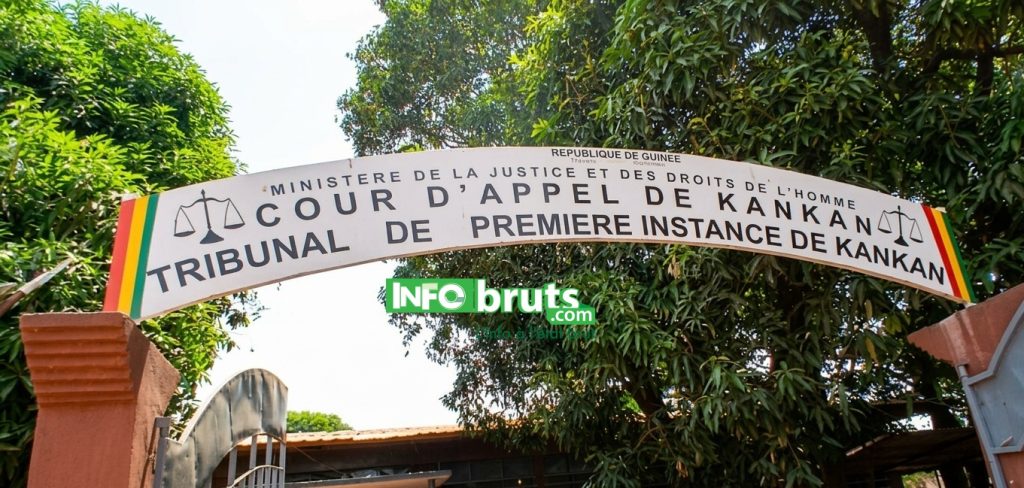 REPUBLIQUE DE GUINEE
MINISTERE DE LA JUSTICE ET DES DROITS DE L'HOMME
COUR D'APPEL DE KANKAN
TRIBUNAL DE PREMIERE INSTANCE DE KANKAN
INFO bruts
.com